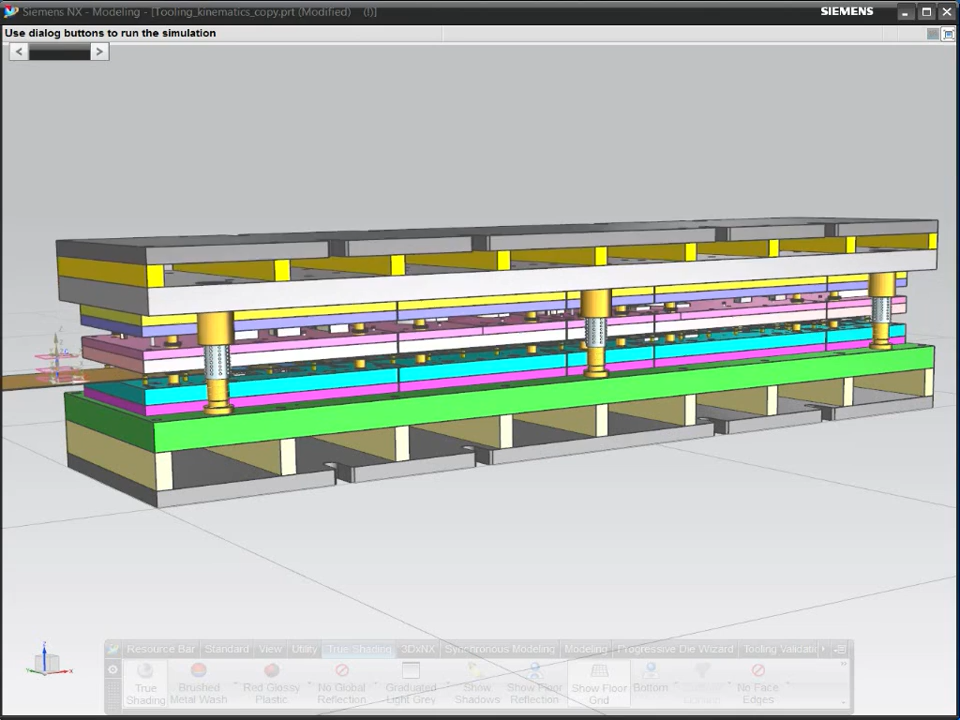 Siemens NX - Modeling - [Tooling_kinematics_copy.prt (Modified) (!)]
SIEMENS
Use dialog buttons to run the simulation
Resource Bar Standard View Utility True Shading 3DxNX Synchronous Modeling Modeling Progressive Die Wizard Tooling Validatio
True Shading
Brushed Metal Wash
Red Glossy Plastic
No Global Reflection
Graduated Light Grey
Show Shadows
Show Floor Reflection
Show Floor Grid
Bottom
No Face Edges